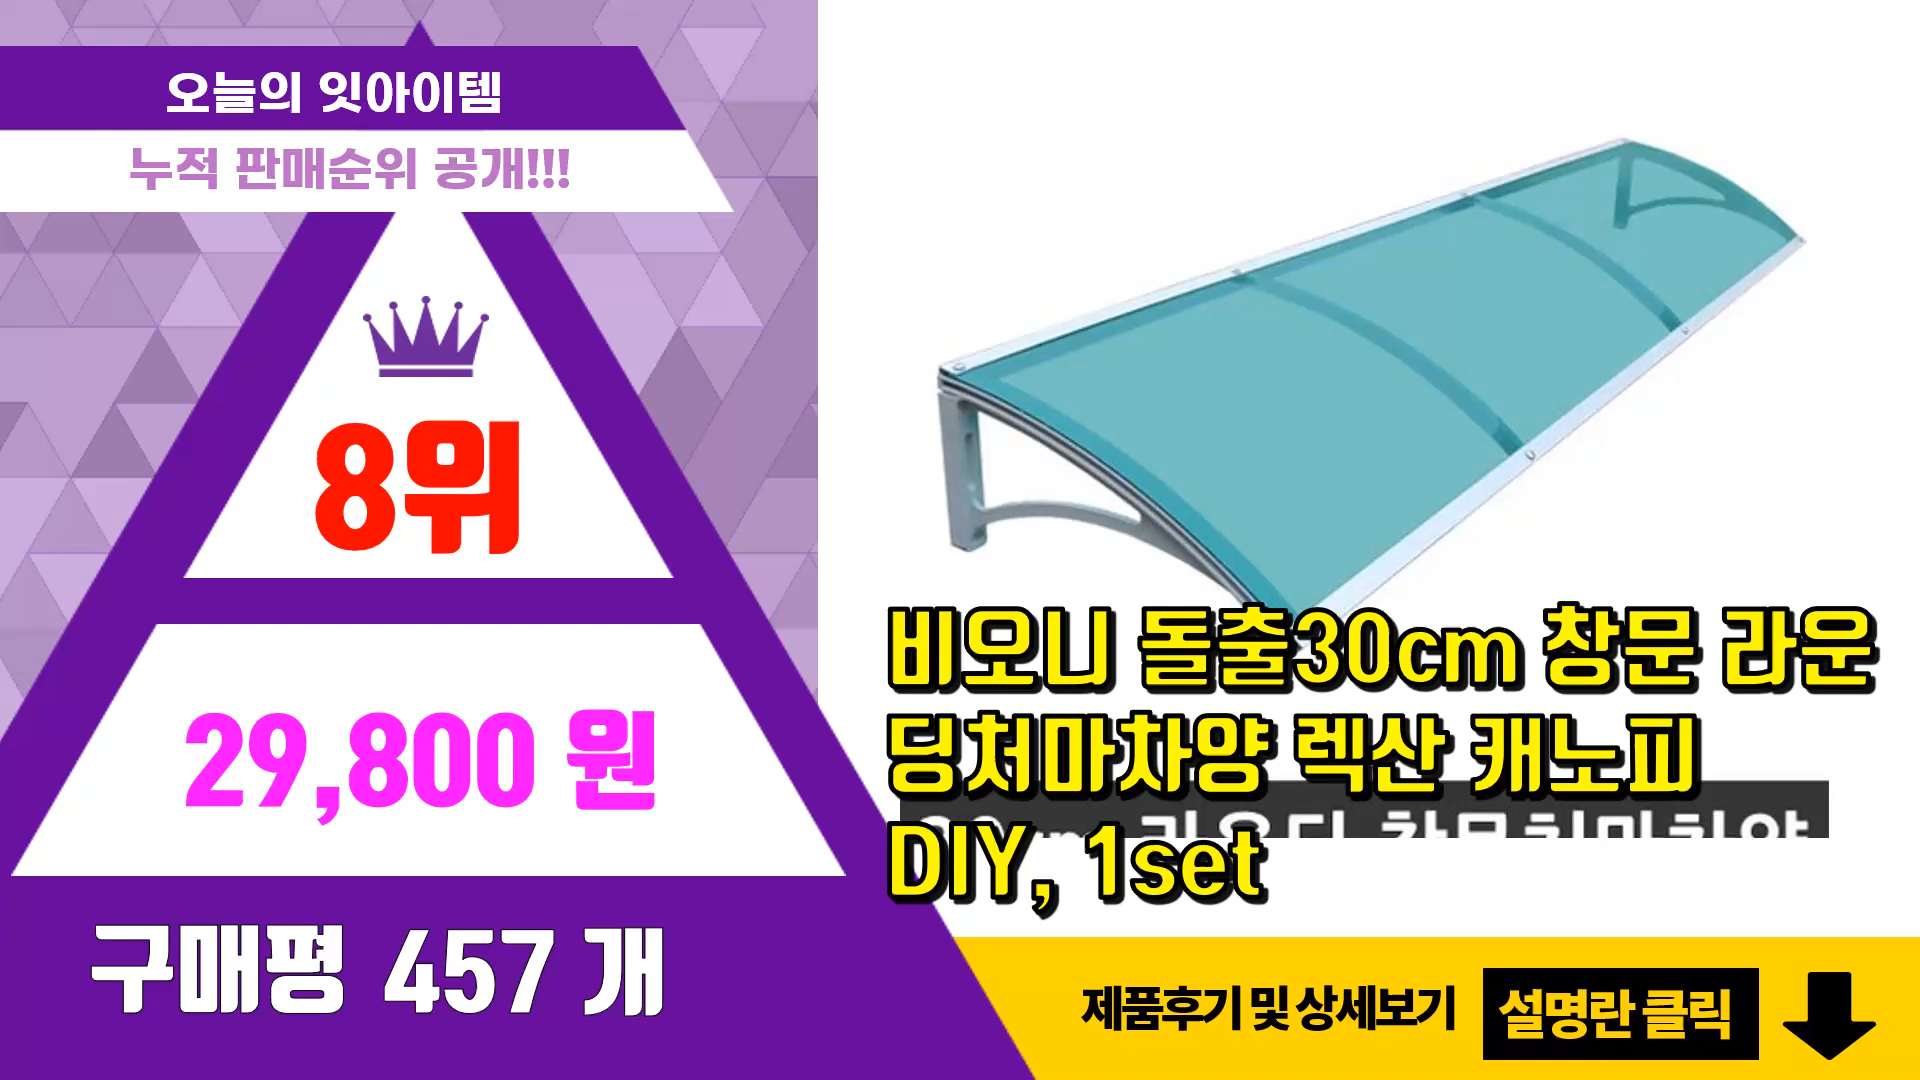 오늘의 잇아이템
누적 판매순위 공개!!!
8위
29,800 원
구매평 457 개
비오니 돌출30cm 창문 라운
딩처마차양 렉산 캐노피
DIY, 1set
제품후기 및 상세보기
설명란 클릭